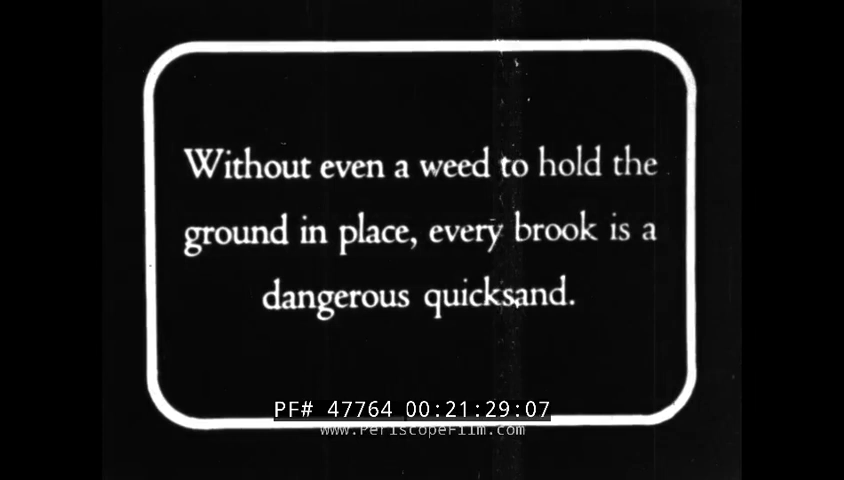 Without even a weed to hold the
ground in place, every brook is a
dangerous quicksand.
PF# 47764 00:21:29:07
www.PeriscopeFilm.com